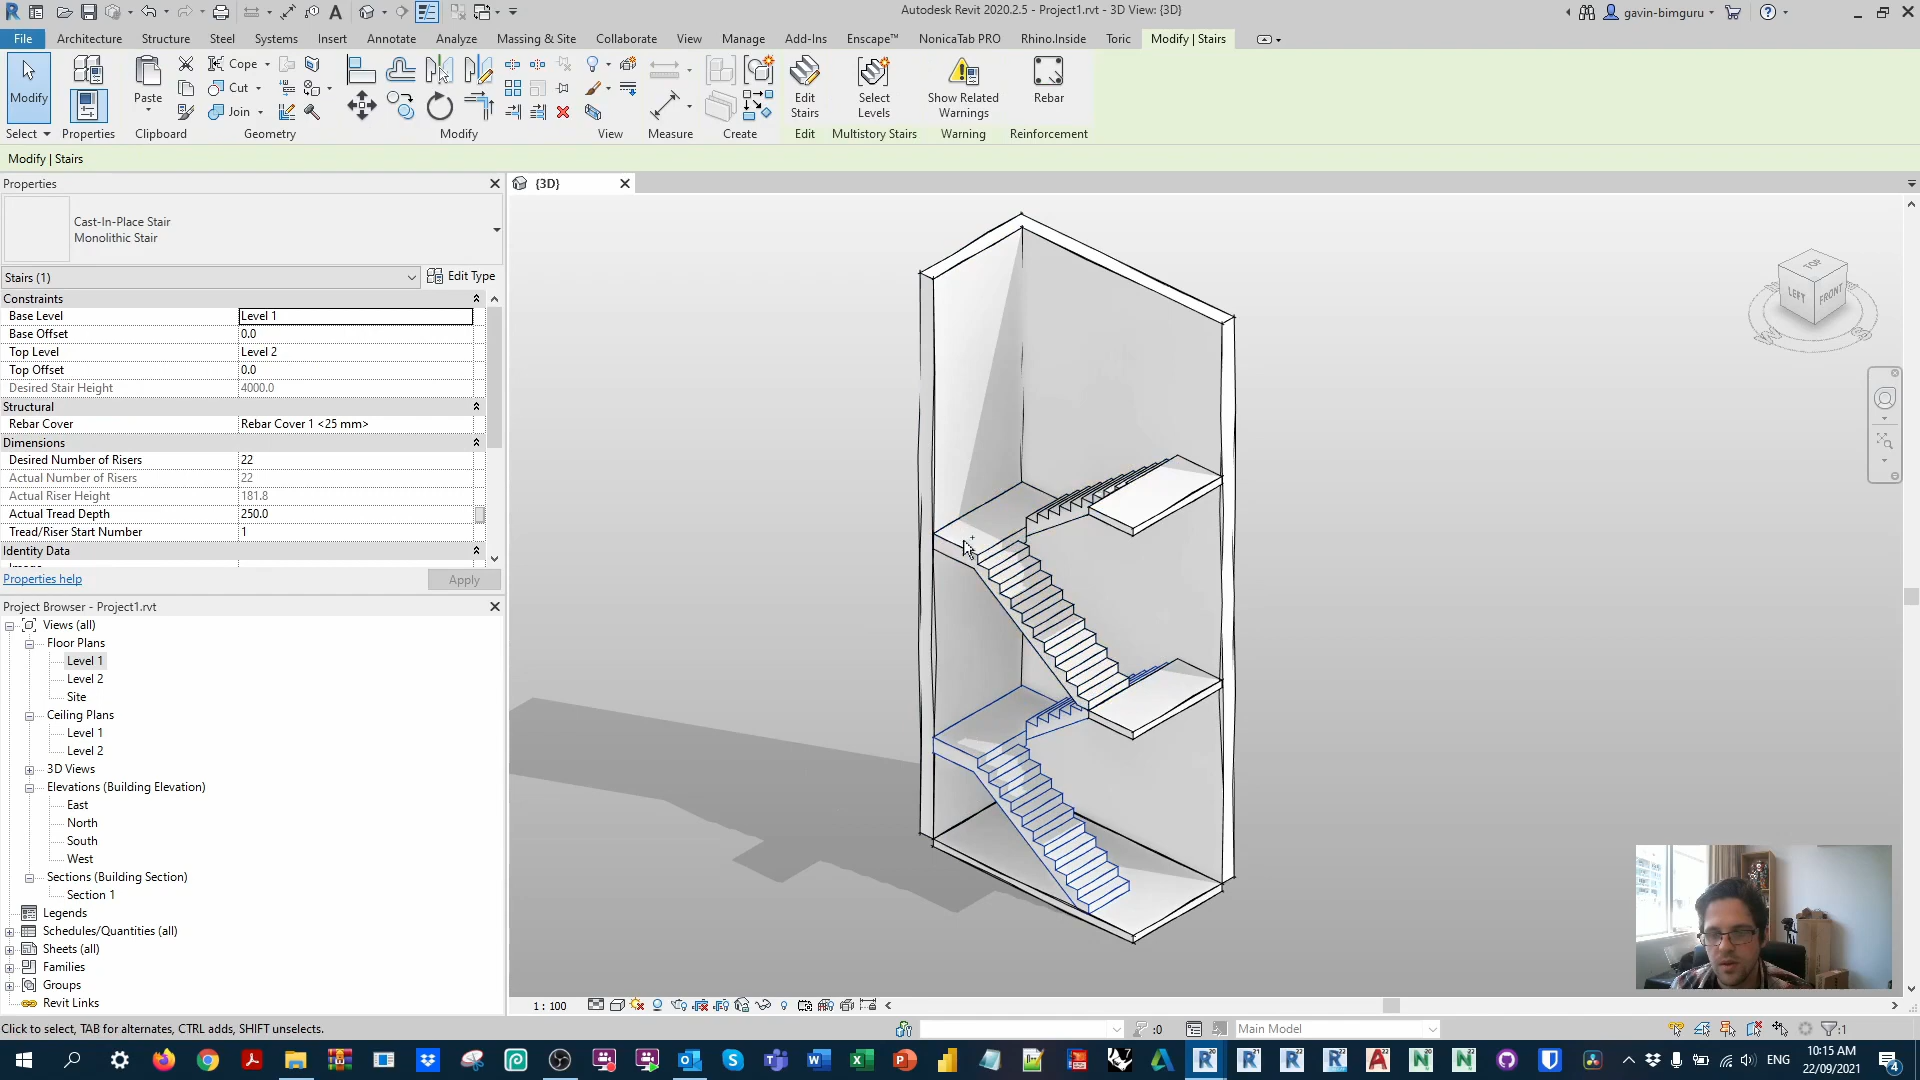 Autodesk Revit 2020.2.5 - Project1.rvt - 3D View: {3D}
gavin-bimguru
File Architecture Structure Steel Systems Insert Annotate Analyze Massing & Site Collaborate View Manage Add-Ins Enscape™ NonicaTab PRO Rhino.Inside Toric Modify | Stairs
Modify
Paste
Cope
Cut
Join
Edit Stairs
Select Levels
Show Related Warnings
Rebar
Select Properties Clipboard Geometry Modify View Measure Create Edit Multistory Stairs Warning Reinforcement
Modify | Stairs
Properties
{3D}
Cast-In-Place Stair
Monolithic Stair
Stairs (1)
Edit Type
Constraints
Base Level Level 1
Base Offset 0.0
Top Level Level 2
Top Offset 0.0
Desired Stair Height 4000.0
Structural
Rebar Cover Rebar Cover 1 <25 mm>
Dimensions
Desired Number of Risers 22
Actual Number of Risers 22
Actual Riser Height 181.8
Actual Tread Depth 250.0
Tread/Riser Start Number 1
Identity Data
Properties help
Apply
Project Browser - Project1.rvt
Views (all)
Floor Plans
Level 1
Level 2
Site
Ceiling Plans
Level 1
Level 2
3D Views
Elevations (Building Elevation)
East
North
South
West
Sections (Building Section)
Section 1
Legends
Schedules/Quantities (all)
Sheets (all)
Families
Groups
Revit Links
TOP
LEFT
FRONT
1 : 100
Click to select, TAB for alternates, CTRL adds, SHIFT unselects.
:0
Main Model
:1
ENG
10:15 AM
22/09/2021
4